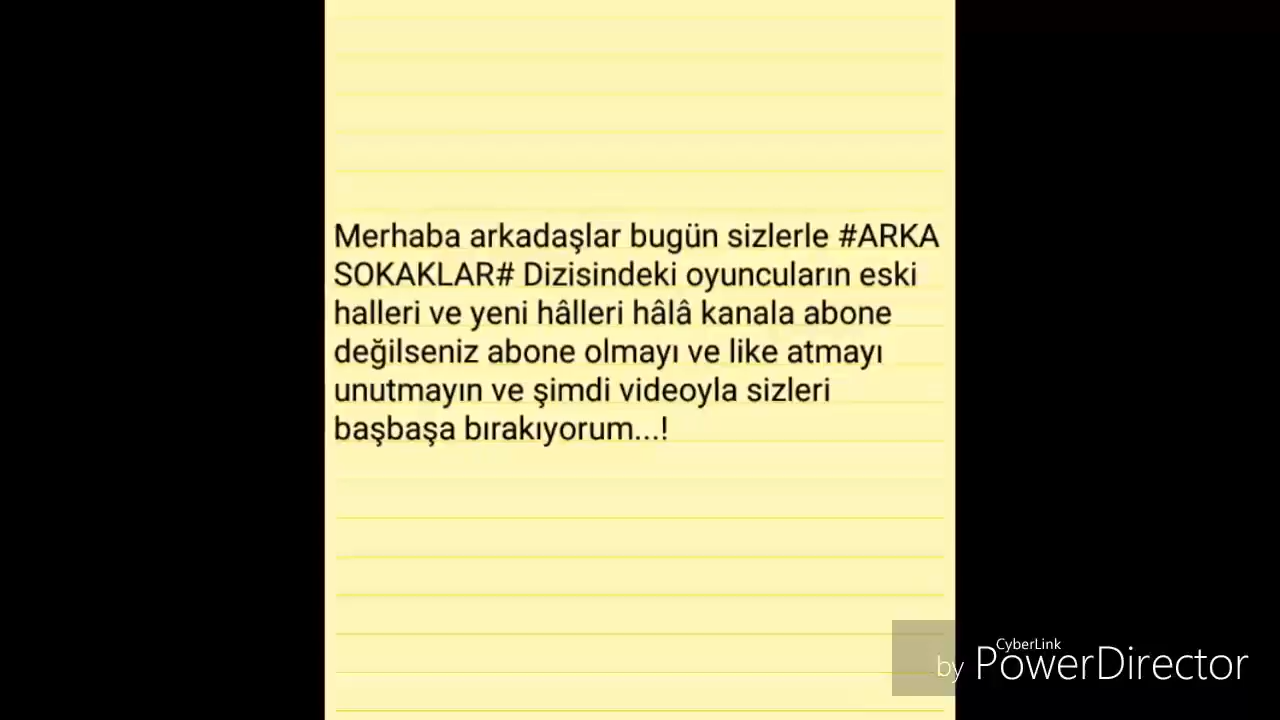 Merhaba arkadaşlar bugün sizlerle #ARKA
SOKAKLAR# Dizisindeki oyuncuların eski
halleri ve yeni hâlleri hâlâ kanala abone
değilseniz abone olmayı ve like atmayı
unutmayın ve şimdi videoyla sizleri
başbaşa bırakıyorum...!
CyberLink
by PowerDirector